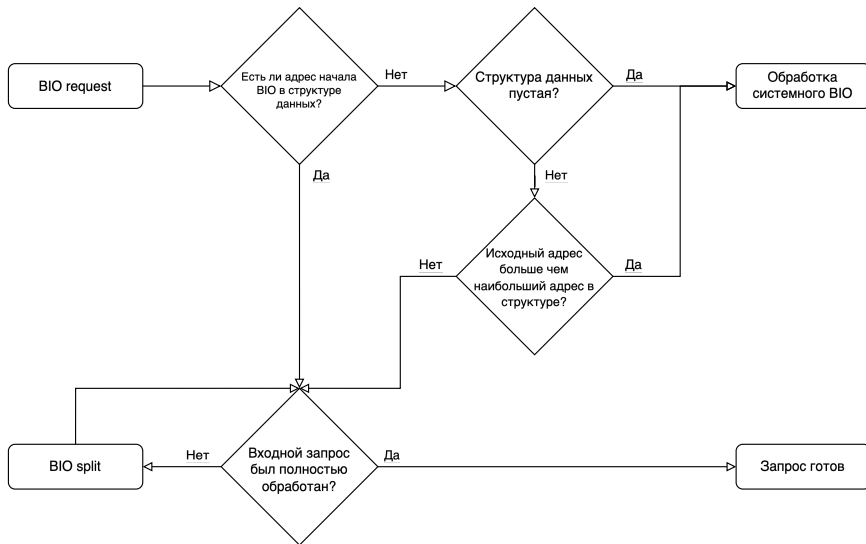 BIO request
Есть ли адрес начала
BIO в структуре
данных?
Нет
Структура данных
пустая?
Да
Обработка
системного BIO
Да
Нет
Исходный адрес
больше чем
наибольший адрес в
структуре?
Нет
Да
BIO split
Нет
Входной запрос
был полностью
обработан?
Да
Запрос готов